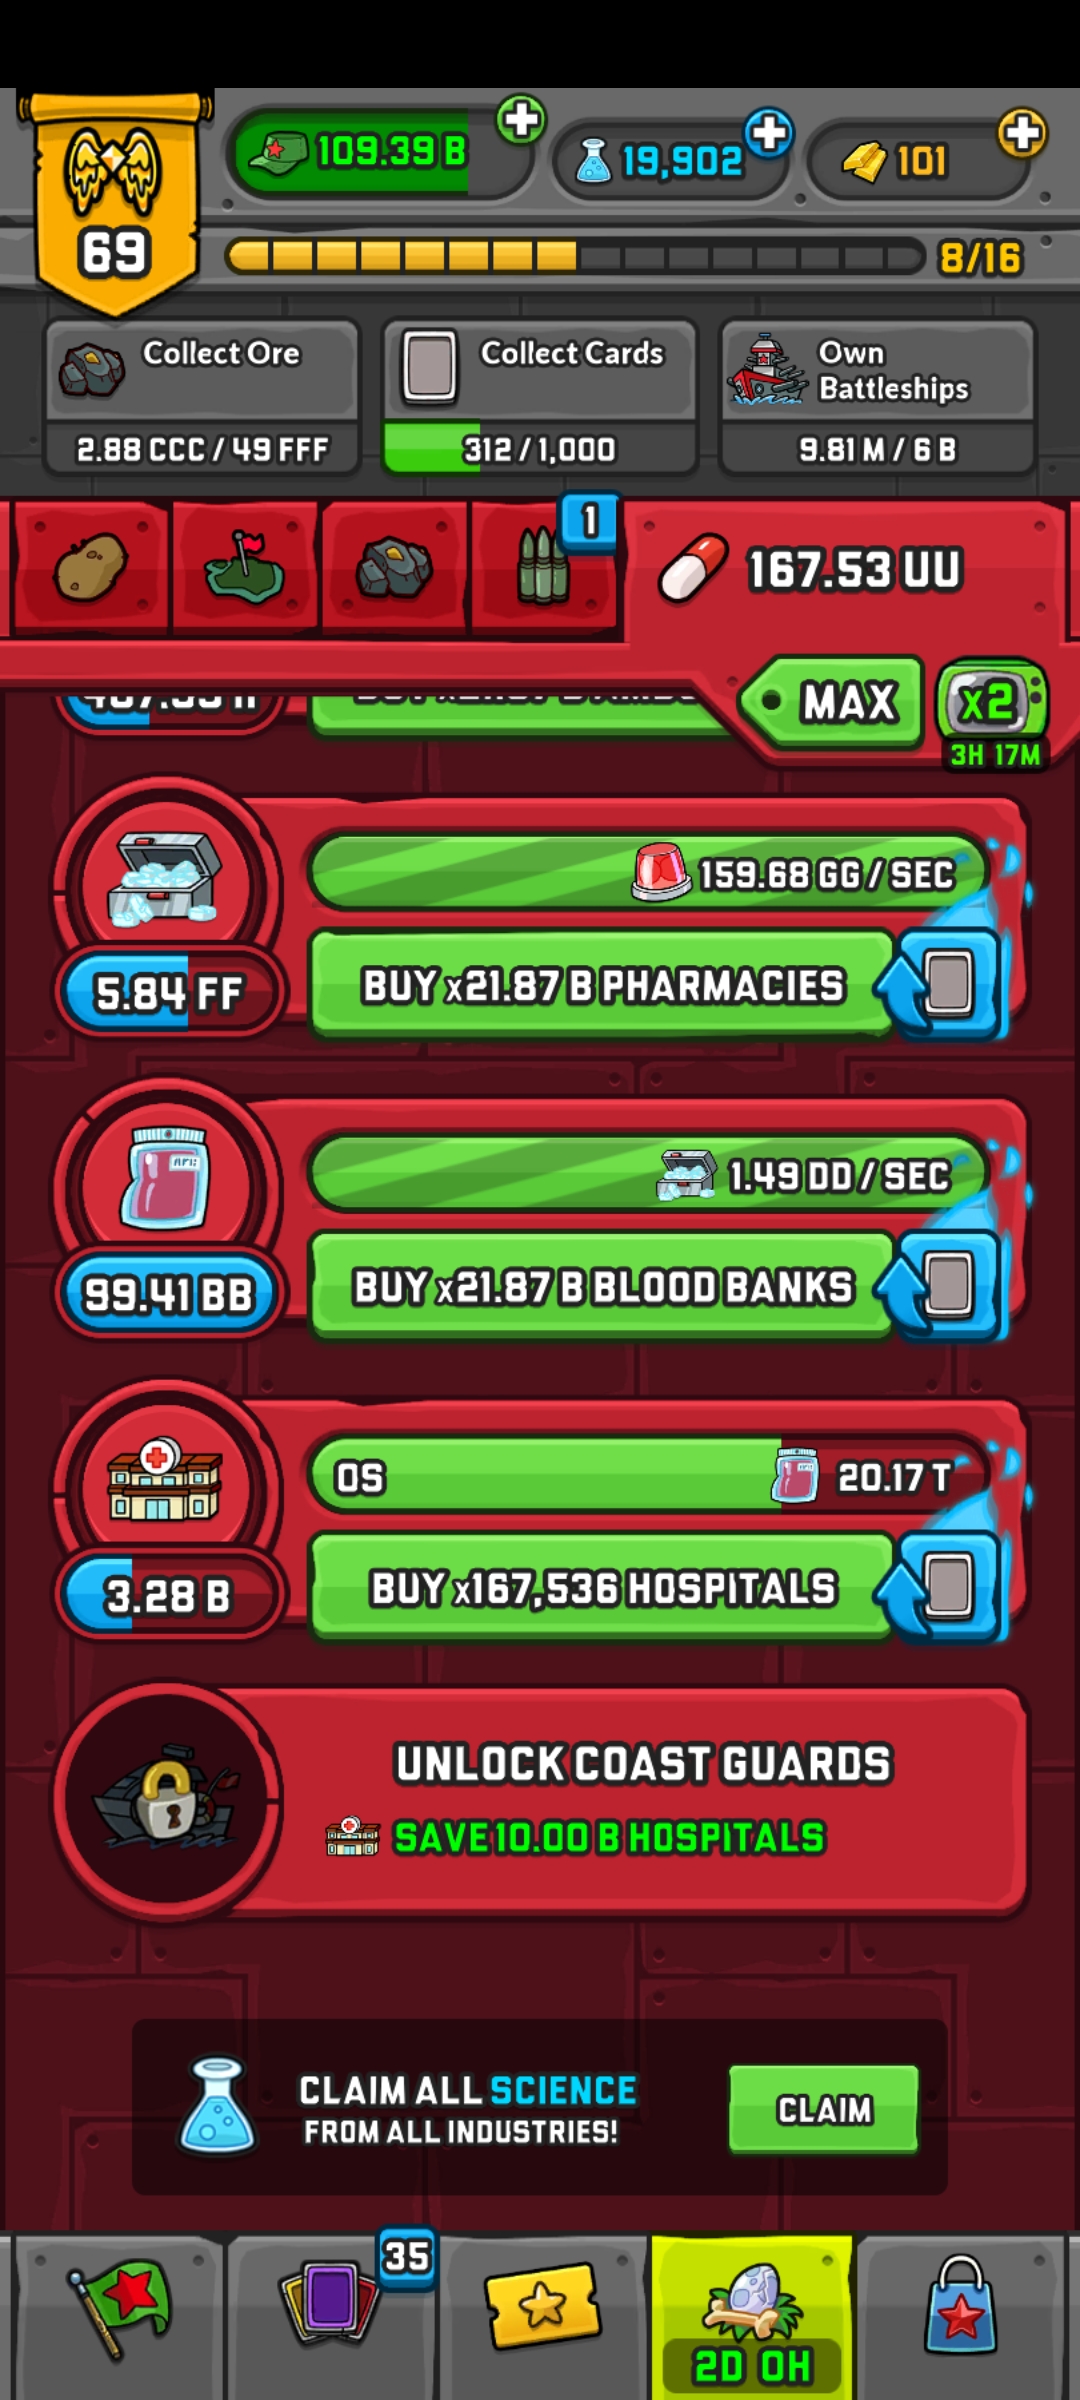 69
109.39 B
19,902
101
8/16
Collect Ore
2.88 CCC / 49 FFF
Collect Cards
312 / 1,000
Own
Battleships
9.81 M / 6 B
1
167.53 UU
MAX
x2
3H 17M
159.68 GG / SEC
5.84 FF
BUY x21.87 B PHARMACIES
1.49 DD / SEC
99.41 BB
BUY x21.87 B BLOOD BANKS
0S
20.17 T
3.28 B
BUY x167,536 HOSPITALS
UNLOCK COAST GUARDS
SAVE 10.00 B HOSPITALS
CLAIM ALL SCIENCE
FROM ALL INDUSTRIES!
CLAIM
35
2D 0H